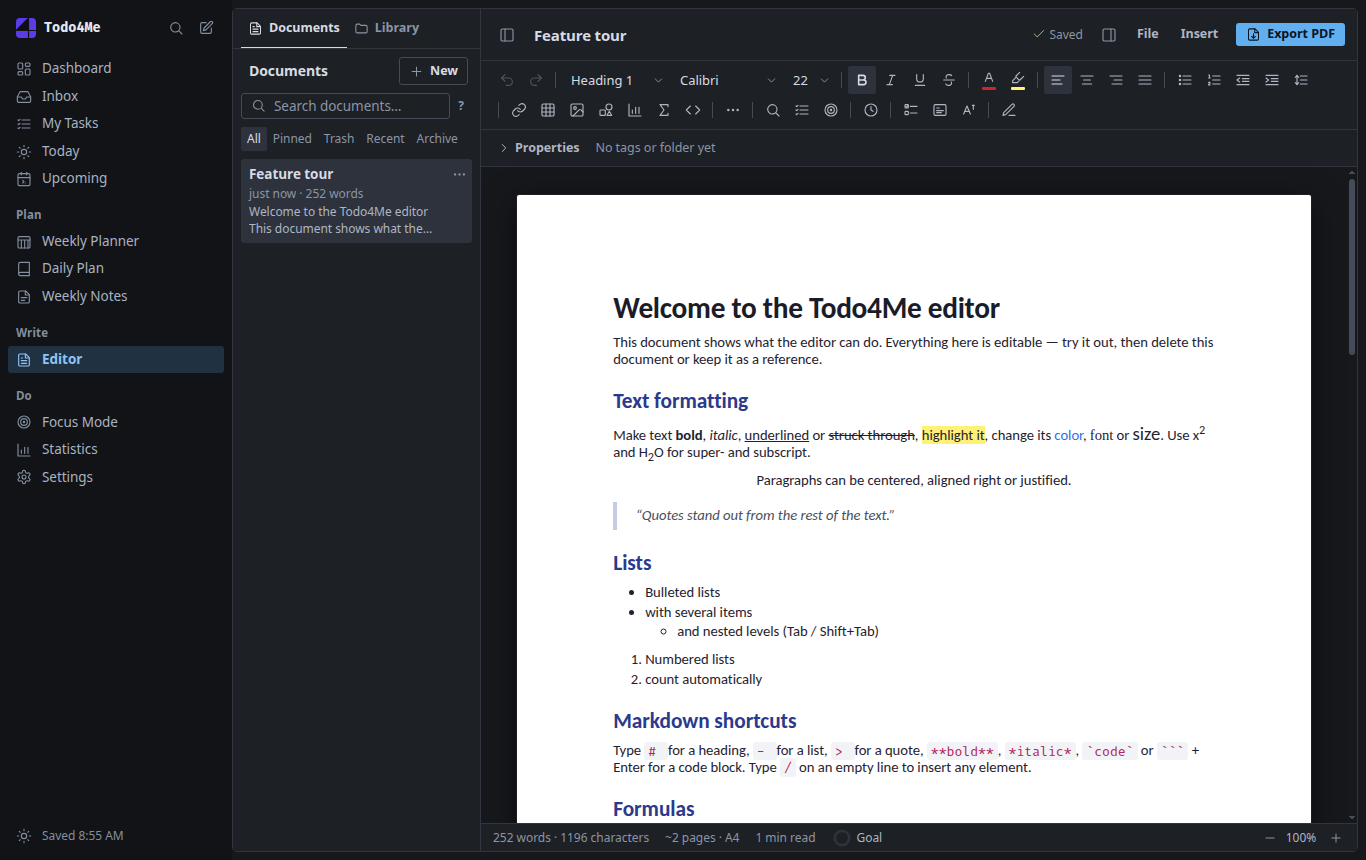 Todo4Me
Dashboard
Inbox
My Tasks
Today
Upcoming
Plan
Weekly Planner
Daily Plan
Weekly Notes
Write
Editor
Do
Focus Mode
Statistics
Settings
Saved 8:55 AM
Documents Library
Documents New
Search documents... ?
All Pinned Trash Recent Archive
Feature tour
just now · 252 words
Welcome to the Todo4Me editor
This document shows what the...
Feature tour Saved File Insert Export PDF
Heading 1 Calibri 22 B I U S A
Properties No tags or folder yet
Welcome to the Todo4Me editor
This document shows what the editor can do. Everything here is editable — try it out, then delete this
document or keep it as a reference.
Text formatting
Make text bold, italic, underlined or struck through, highlight it, change its color, font or size. Use x²
and H₂O for super- and subscript.
Paragraphs can be centered, aligned right or justified.
“Quotes stand out from the rest of the text.”
Lists
• Bulleted lists
• with several items
◦ and nested levels (Tab / Shift+Tab)
1. Numbered lists
2. count automatically
Markdown shortcuts
Type # for a heading, - for a list, > for a quote, **bold**, *italic*, `code` or ``` +
Enter for a code block. Type / on an empty line to insert any element.
Formulas
252 words · 1196 characters ~2 pages · A4 1 min read Goal 100%